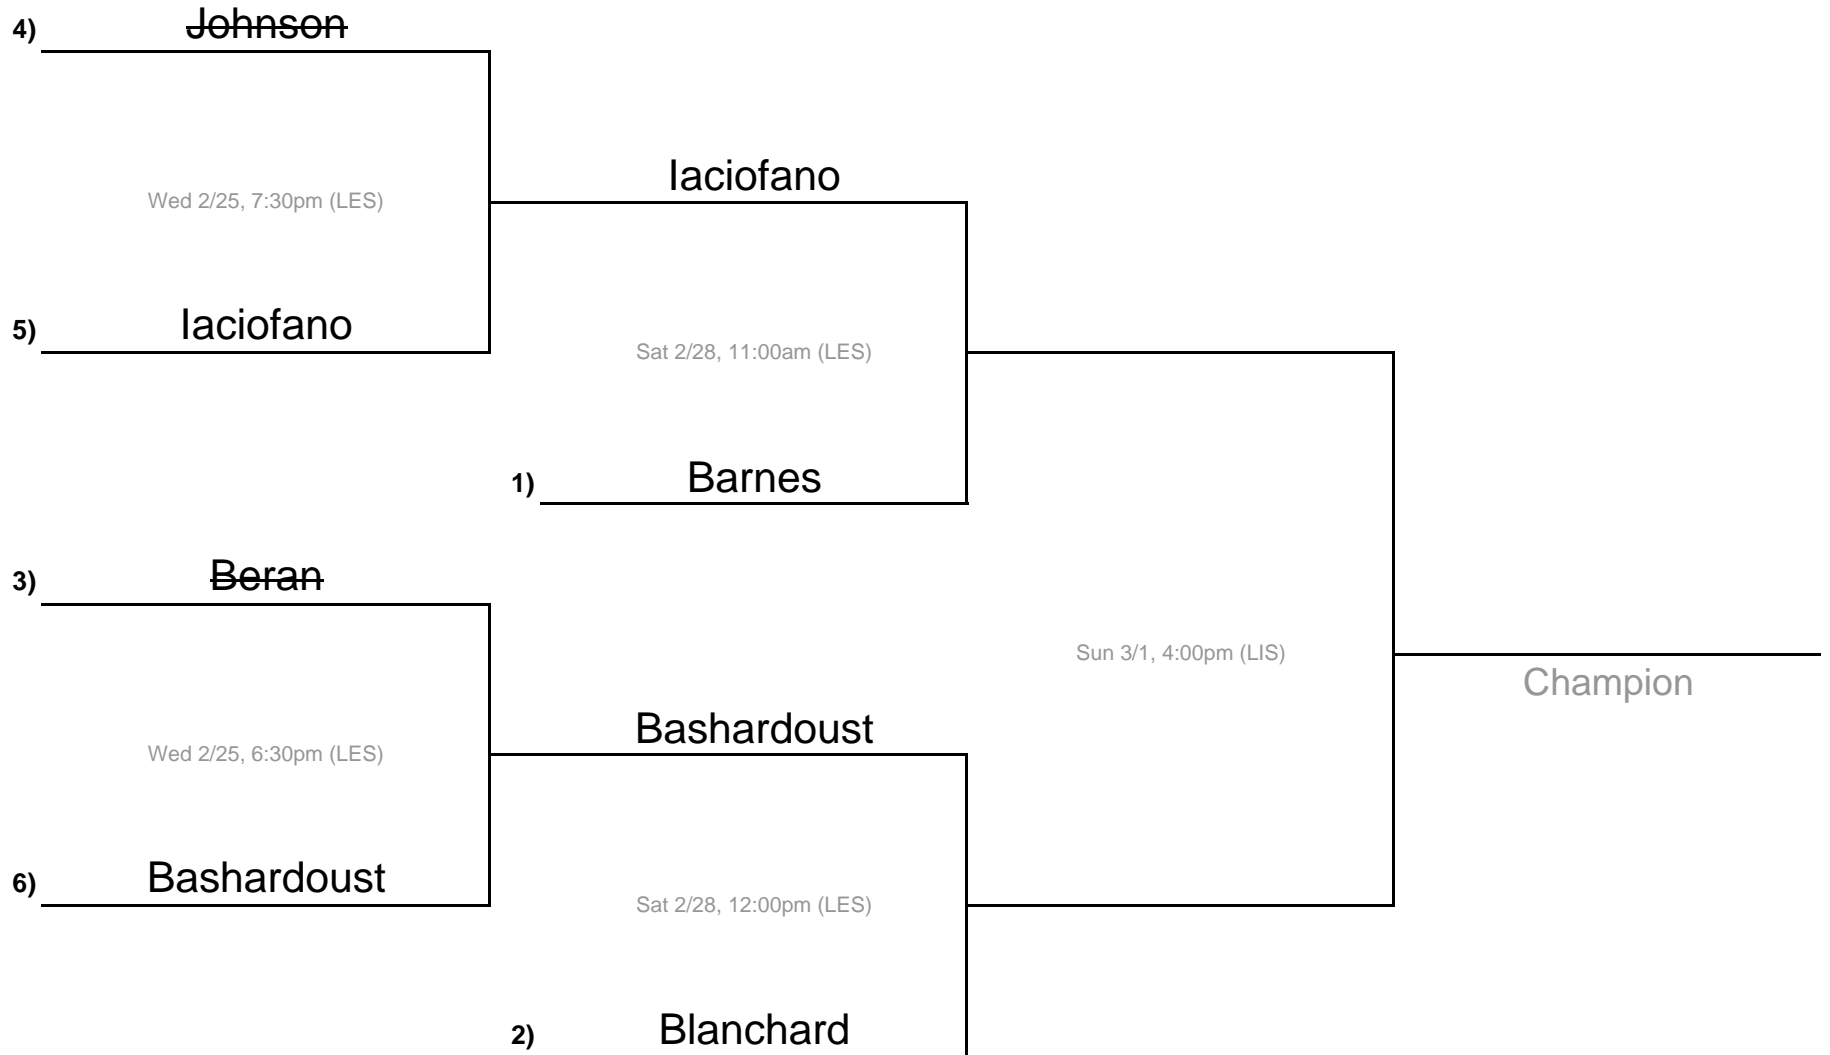 4) Johnson
Wed 2/25, 7:30pm (LES)
Iaciofano
5) Iaciofano
Sat 2/28, 11:00am (LES)
1) Barnes
3) Beran
Sun 3/1, 4:00pm (LIS)
Champion
Wed 2/25, 6:30pm (LES)
Bashardoust
6) Bashardoust
Sat 2/28, 12:00pm (LES)
2) Blanchard